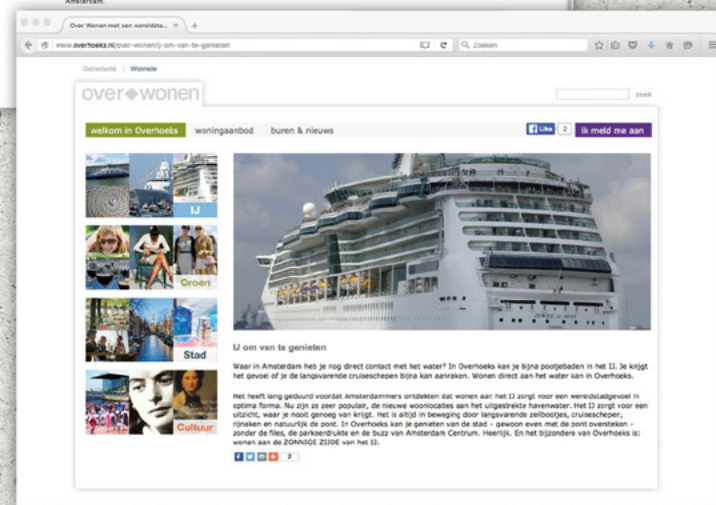 Amsterdam.
Over Wonen met een wereldsta...
www.overhoeks.nl/over-wonen/ij-om-van-te-genieten
Zoeken
Gebiedssite | Woonsite
over wonen
zoek
welkom in Overhoeks woningaanbod buren & nieuws
Like 2
ik meld me aan
IJ
Groen
Stad
Cultuur
IJ om van te genieten
Waar in Amsterdam heb je nog direct contact met het water? In Overhoeks kan je bijna pootjebaden in het IJ. Je krijgt
het gevoel of je de langsvarende cruiseschepen bijna kan aanraken. Wonen direct aan het water kan in Overhoeks.
Het heeft lang geduurd voordat Amsterdammers ontdekten dat wonen aan het IJ zorgt voor een wereldstadgevoel in
optima forma. Nu zijn ze zeer populair, de nieuwe woonlocaties aan het uitgestrekte havenwater. Het IJ zorgt voor een
uitzicht, waar je nooit genoeg van krijgt. Het is altijd in beweging door langsvarende zeilbootjes, cruiseschepen,
rijnaken en natuurlijk de pont. In Overhoeks kan je genieten van de stad - gewoon even met de pont oversteken -
zonder de files, de parkeerdrukte en de buzz van Amsterdam Centrum. Heerlijk. En het bijzondere van Overhoeks is:
wonen aan de ZONNIGE ZIJDE van het IJ.
2